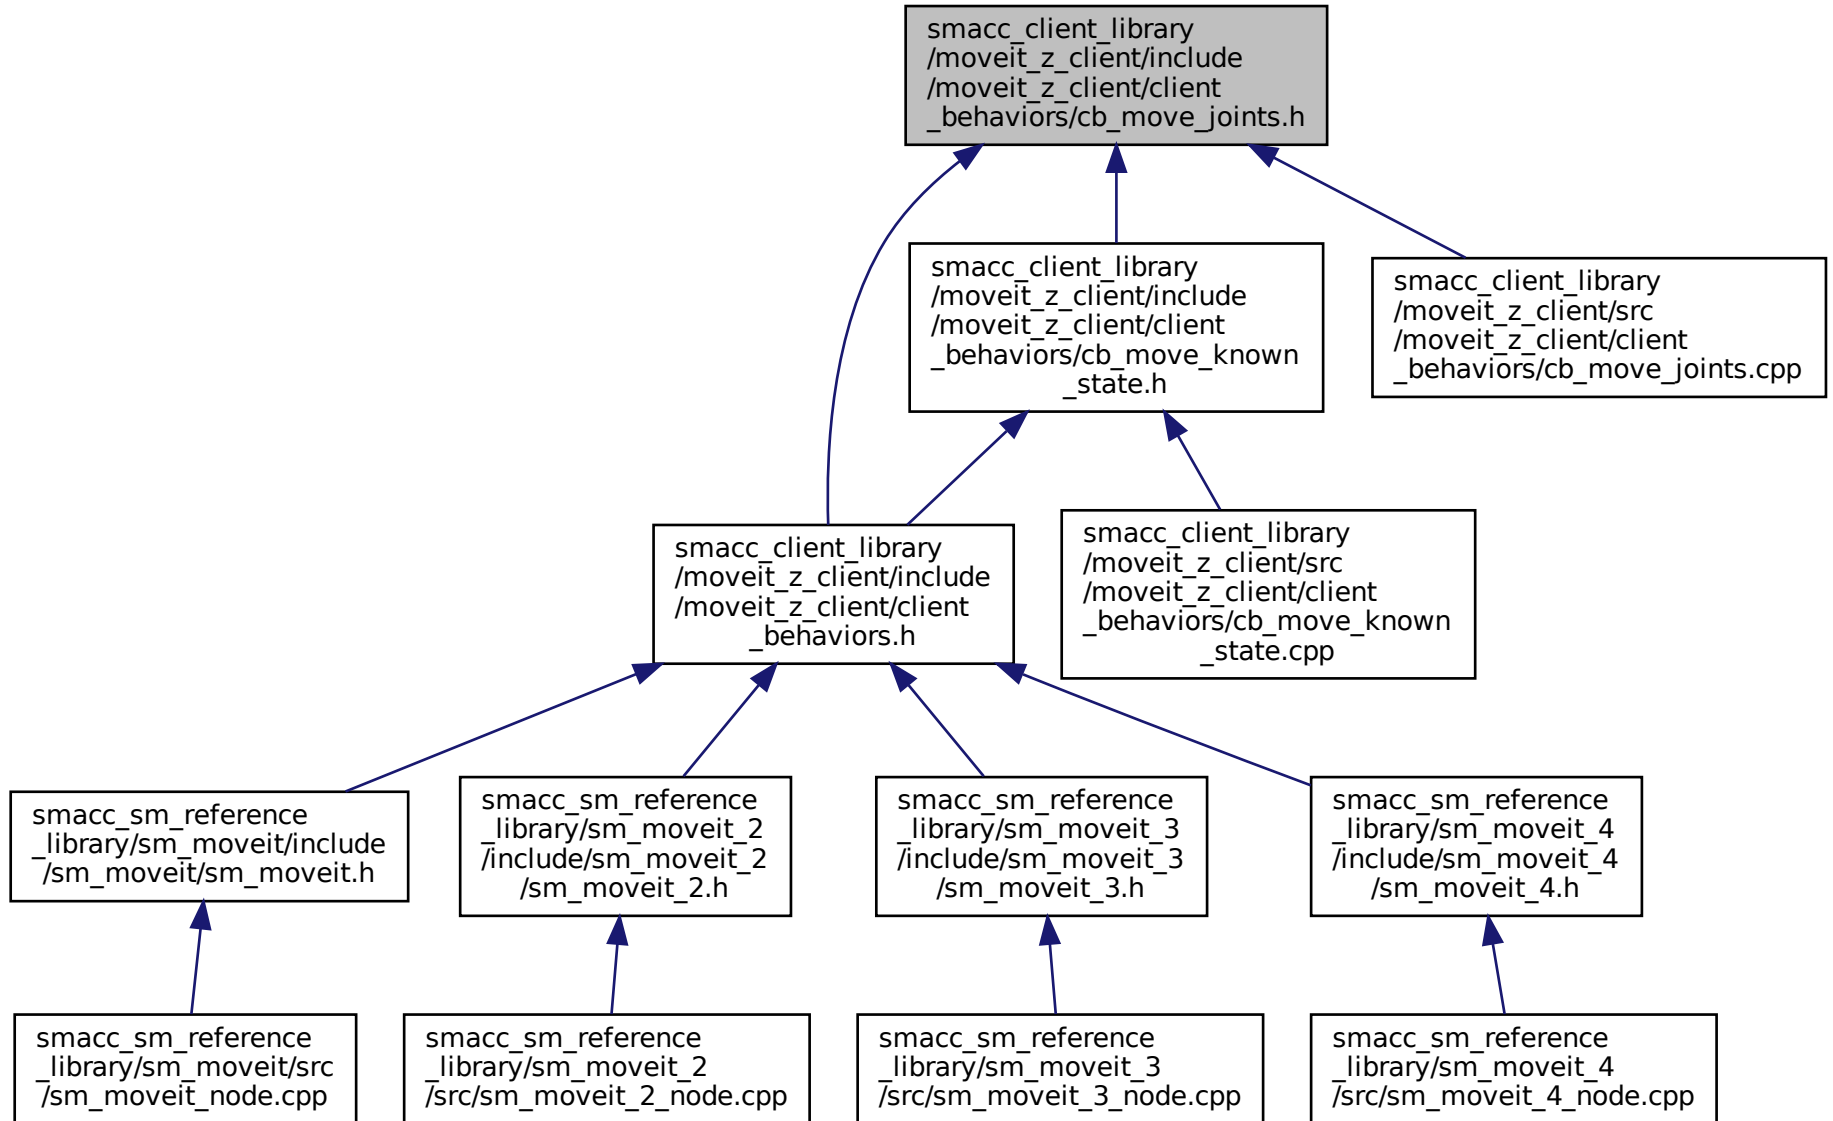 smacc_client_library
/moveit_z_client/include
/moveit_z_client/client
_behaviors/cb_move_joints.h
smacc_client_library
/moveit_z_client/include
/moveit_z_client/client
_behaviors/cb_move_known
_state.h
smacc_client_library
/moveit_z_client/src
/moveit_z_client/client
_behaviors/cb_move_joints.cpp
smacc_client_library
/moveit_z_client/include
/moveit_z_client/client
_behaviors.h
smacc_client_library
/moveit_z_client/src
/moveit_z_client/client
_behaviors/cb_move_known
_state.cpp
smacc_sm_reference
_library/sm_moveit/include
/sm_moveit/sm_moveit.h
smacc_sm_reference
_library/sm_moveit_2
/include/sm_moveit_2
/sm_moveit_2.h
smacc_sm_reference
_library/sm_moveit_3
/include/sm_moveit_3
/sm_moveit_3.h
smacc_sm_reference
_library/sm_moveit_4
/include/sm_moveit_4
/sm_moveit_4.h
smacc_sm_reference
_library/sm_moveit/src
/sm_moveit_node.cpp
smacc_sm_reference
_library/sm_moveit_2
/src/sm_moveit_2_node.cpp
smacc_sm_reference
_library/sm_moveit_3
/src/sm_moveit_3_node.cpp
smacc_sm_reference
_library/sm_moveit_4
/src/sm_moveit_4_node.cpp